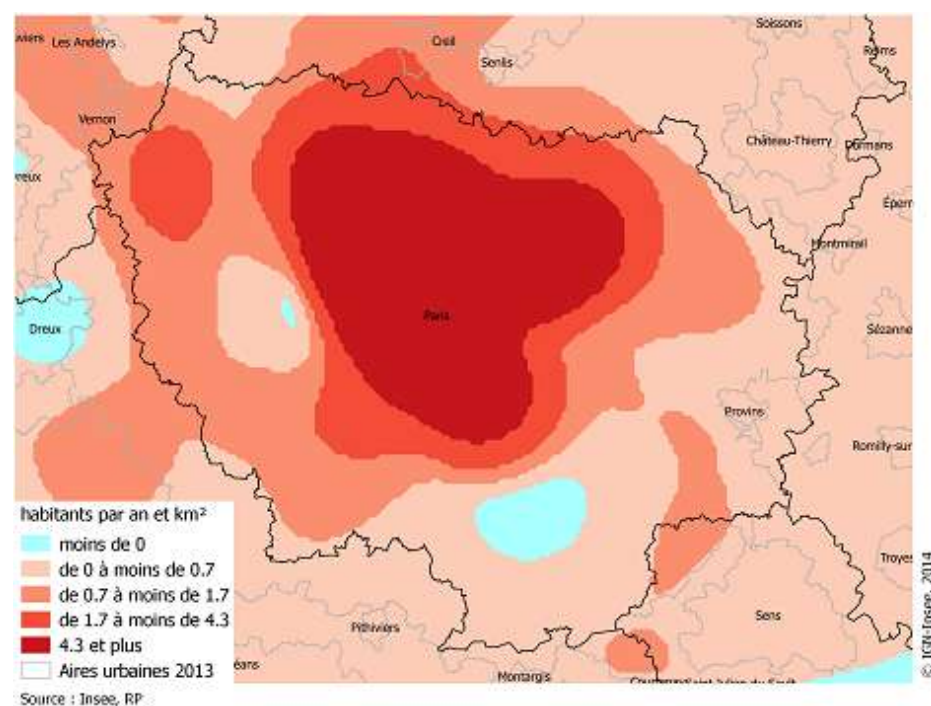 Soissons
Les Andelys
Creil
Reims
Senlis
Vernon
Château-Thierry
Dormans
Montmirail
Paris
Dreux
Sézanne
Provins
Romilly-sur
habitants par an et km²
moins de 0
de 0 à moins de 0.7
de 0.7 à moins de 1.7
de 1.7 à moins de 4.3
4.3 et plus
Aires urbaines 2013
Troyes
Sens
Pithiviers
Montargis
Source : Insee, RP
© IGN-Insee, 2014